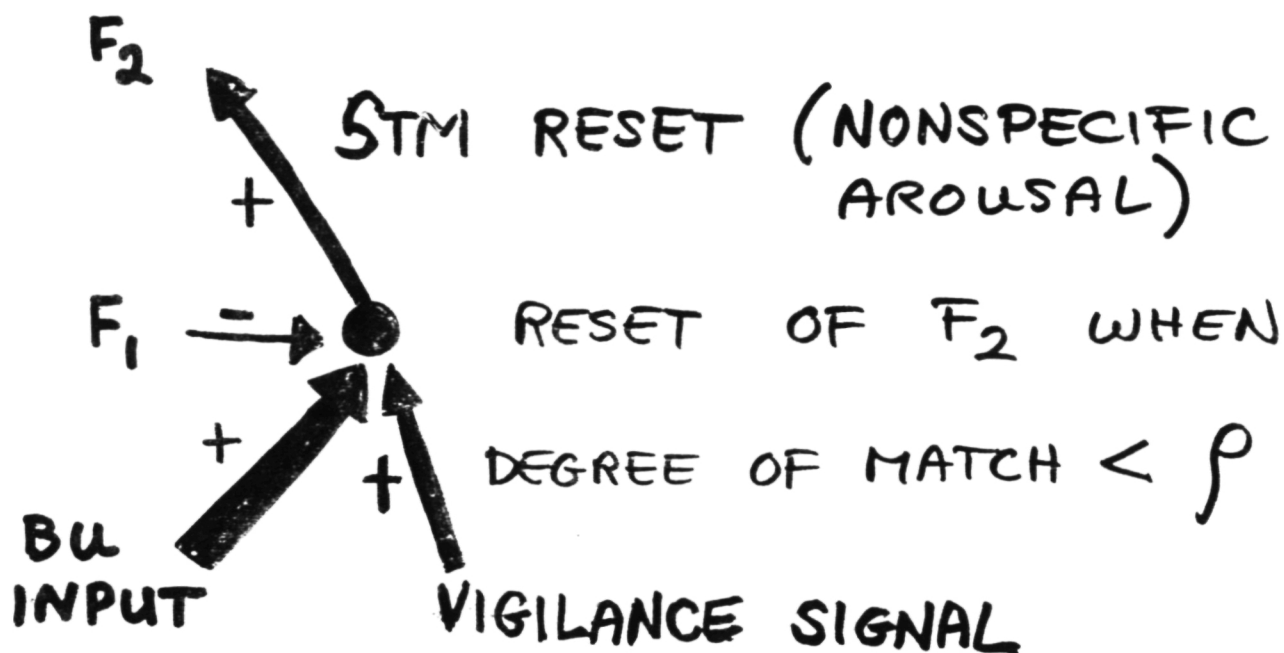 F₂
STM RESET (NONSPECIFIC
AROUSAL)
+
F₁ - RESET OF F₂ WHEN
+ + DEGREE OF MATCH < ρ
BU
INPUT
VIGILANCE SIGNAL